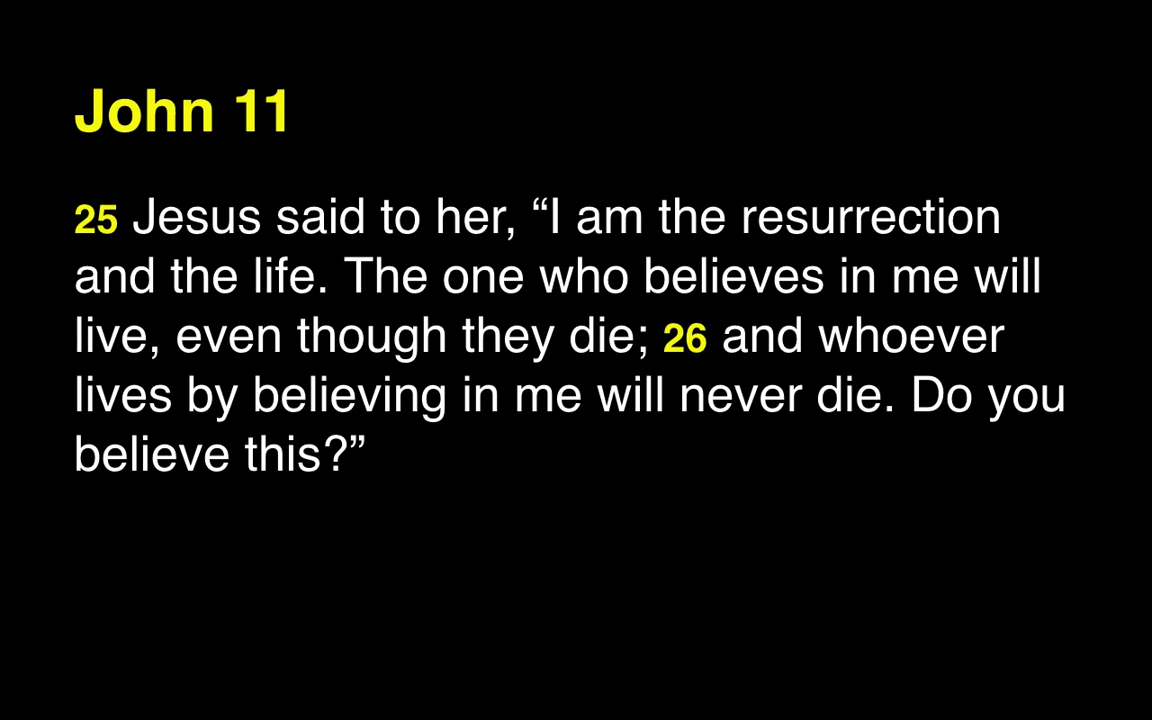 John 11
25 Jesus said to her, “I am the resurrection
and the life. The one who believes in me will
live, even though they die; 26 and whoever
lives by believing in me will never die. Do you
believe this?”